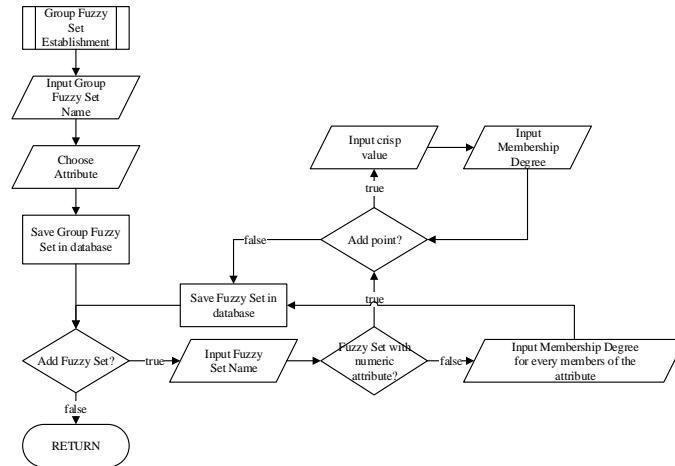 Group Fuzzy
Set
Establishment
Input Group
Fuzzy Set
Name
Choose
Attribute
Save Group Fuzzy
Set in database
Input crisp
value
Input
Membership
Degree
true
Add point?
false
Save Fuzzy Set in
database
true
Add Fuzzy Set?
true
Input Fuzzy
Set Name
Fuzzy Set with
numeric
attribute?
false
Input Membership Degree
for every members of the
attribute
false
RETURN